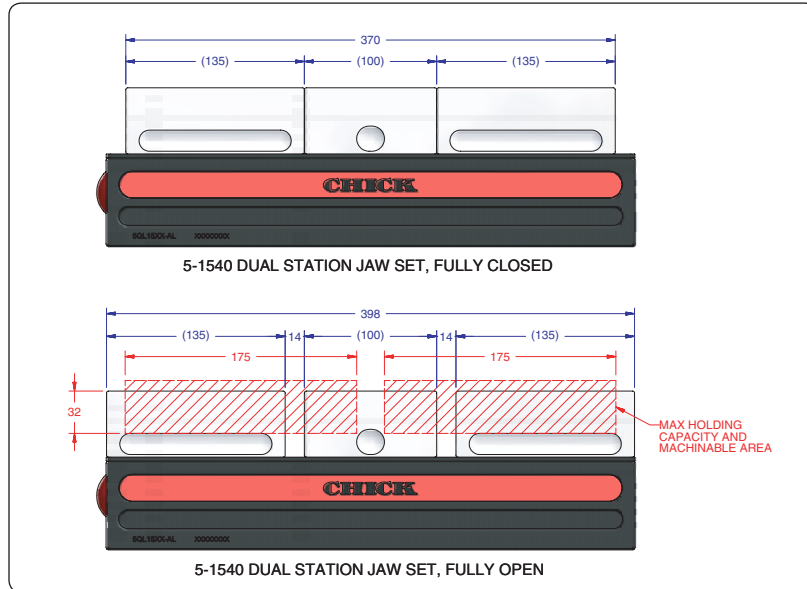 370
(135) (100) (135)
CHICK
5-1540 DUAL STATION JAW SET, FULLY CLOSED
398
(135) 14 (100) 14 (135)
175 175
32
MAX HOLDING
CAPACITY AND
MACHINABLE AREA
CHICK
5-1540 DUAL STATION JAW SET, FULLY OPEN